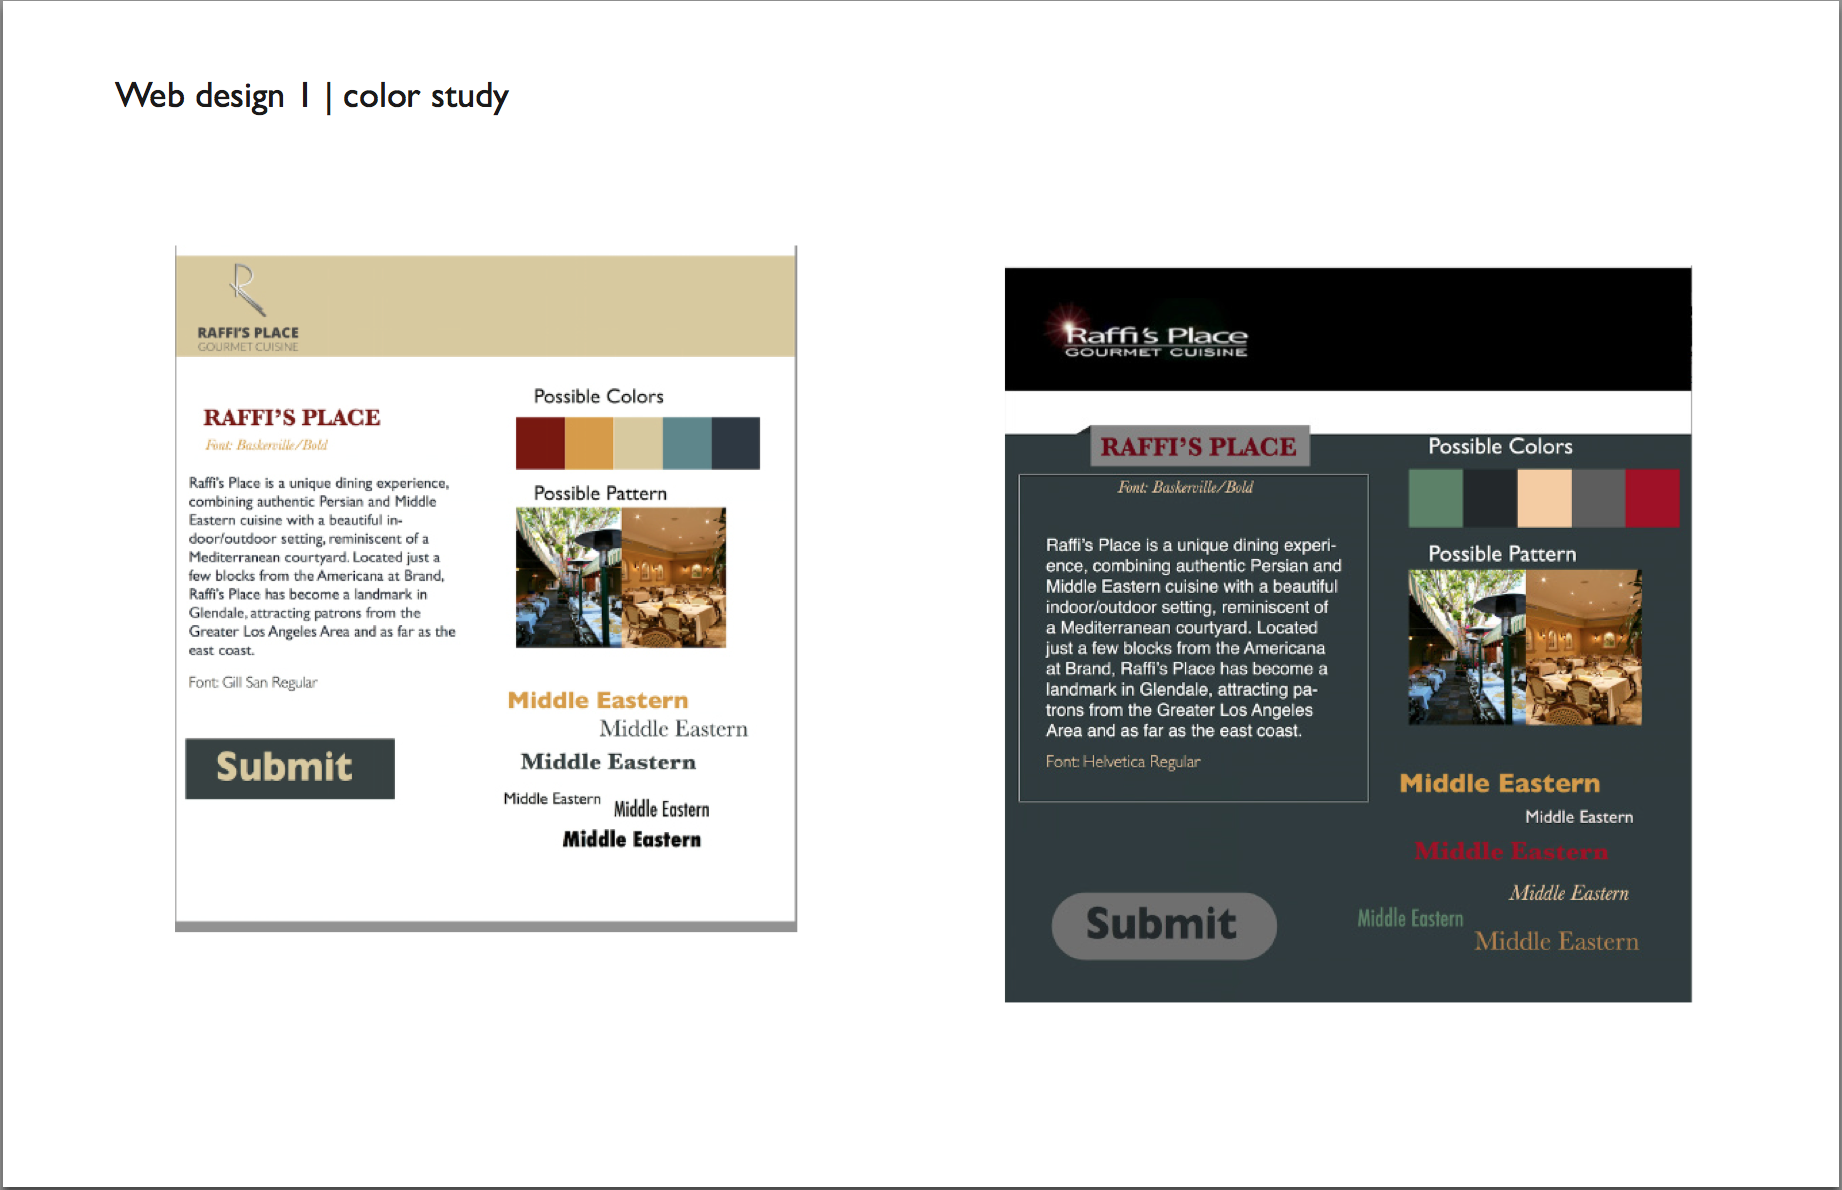 Web design 1 | color study
RAFFI'S PLACE
GOURMET CUISINE
RAFFI'S PLACE
Font: Baskerville/Bold
Raffi's Place is a unique dining experience,
combining authentic Persian and Middle
Eastern cuisine with a beautiful in-
door/outdoor setting, reminiscent of a
Mediterranean courtyard. Located just a
few blocks from the Americana at Brand,
Raffi's Place has become a landmark in
Glendale, attracting patrons from the
Greater Los Angeles Area and as far as the
east coast.
Font: Gill San Regular
Submit
Possible Colors
Possible Pattern
Middle Eastern
Middle Eastern
Middle Eastern
Middle Eastern
Middle Eastern
Middle Eastern
Raffi's Place
GOURMET CUISINE
RAFFI'S PLACE
Font: Baskerville/Bold
Raffi's Place is a unique dining experi-
ence, combining authentic Persian and
Middle Eastern cuisine with a beautiful
indoor/outdoor setting, reminiscent of
a Mediterranean courtyard. Located
just a few blocks from the Americana
at Brand, Raffi's Place has become a
landmark in Glendale, attracting pa-
trons from the Greater Los Angeles
Area and as far as the east coast.
Font: Helvetica Regular
Submit
Possible Colors
Possible Pattern
Middle Eastern
Middle Eastern
Middle Eastern
Middle Eastern
Middle Eastern
Middle Eastern